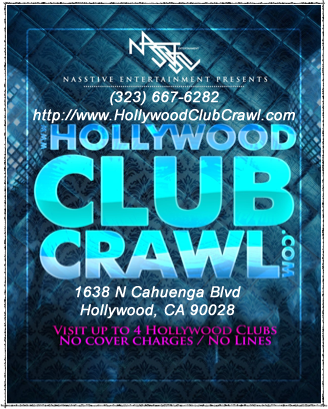 NASSTIVE ENTERTAINMENT PRESENTS
(323) 667-6282
http://www.HollywoodClubCrawl.com
WWW.
HOLLYWOOD
CLUB
CRAWL
.COM
1638 N Cahuenga Blvd
Hollywood, CA 90028
VISIT UP TO 4 HOLLYWOOD CLUBS
NO COVER CHARGES / NO LINES